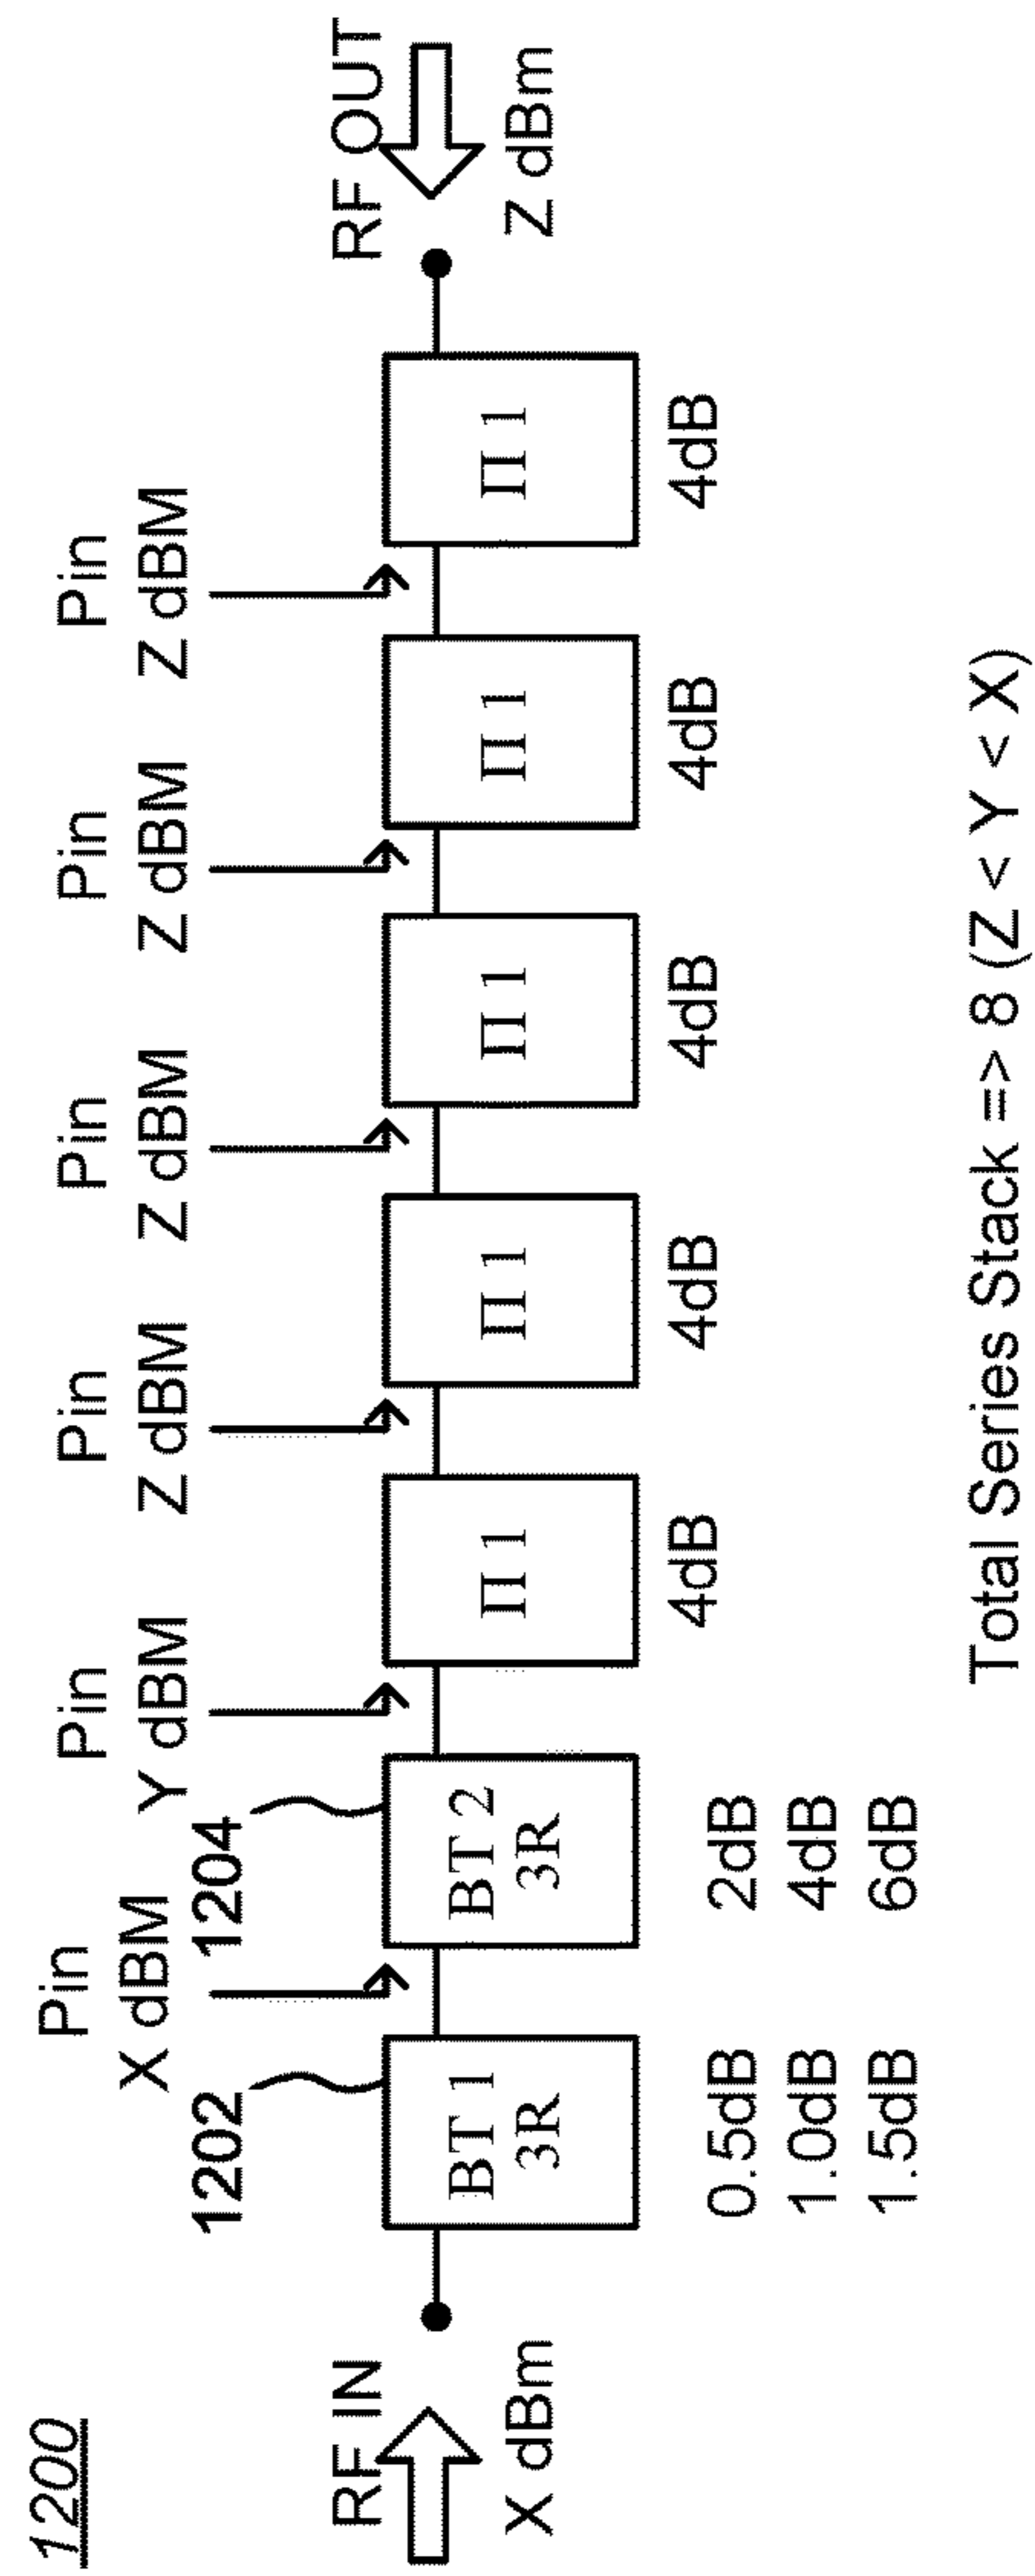 1200
RF IN
X dBm
1202
BT 1
3R
0.5dB
1.0dB
1.5dB
Pin
X dBM
1204
BT 2
3R
2dB
4dB
6dB
Pin
Y dBM
Π 1
4dB
Pin
Z dBM
Π 1
4dB
Pin
Z dBM
Π 1
4dB
Pin
Z dBM
Π 1
4dB
Pin
Z dBM
Π 1
4dB
RF OUT
Z dBm
Total Series Stack => 8 (Z < Y < X)